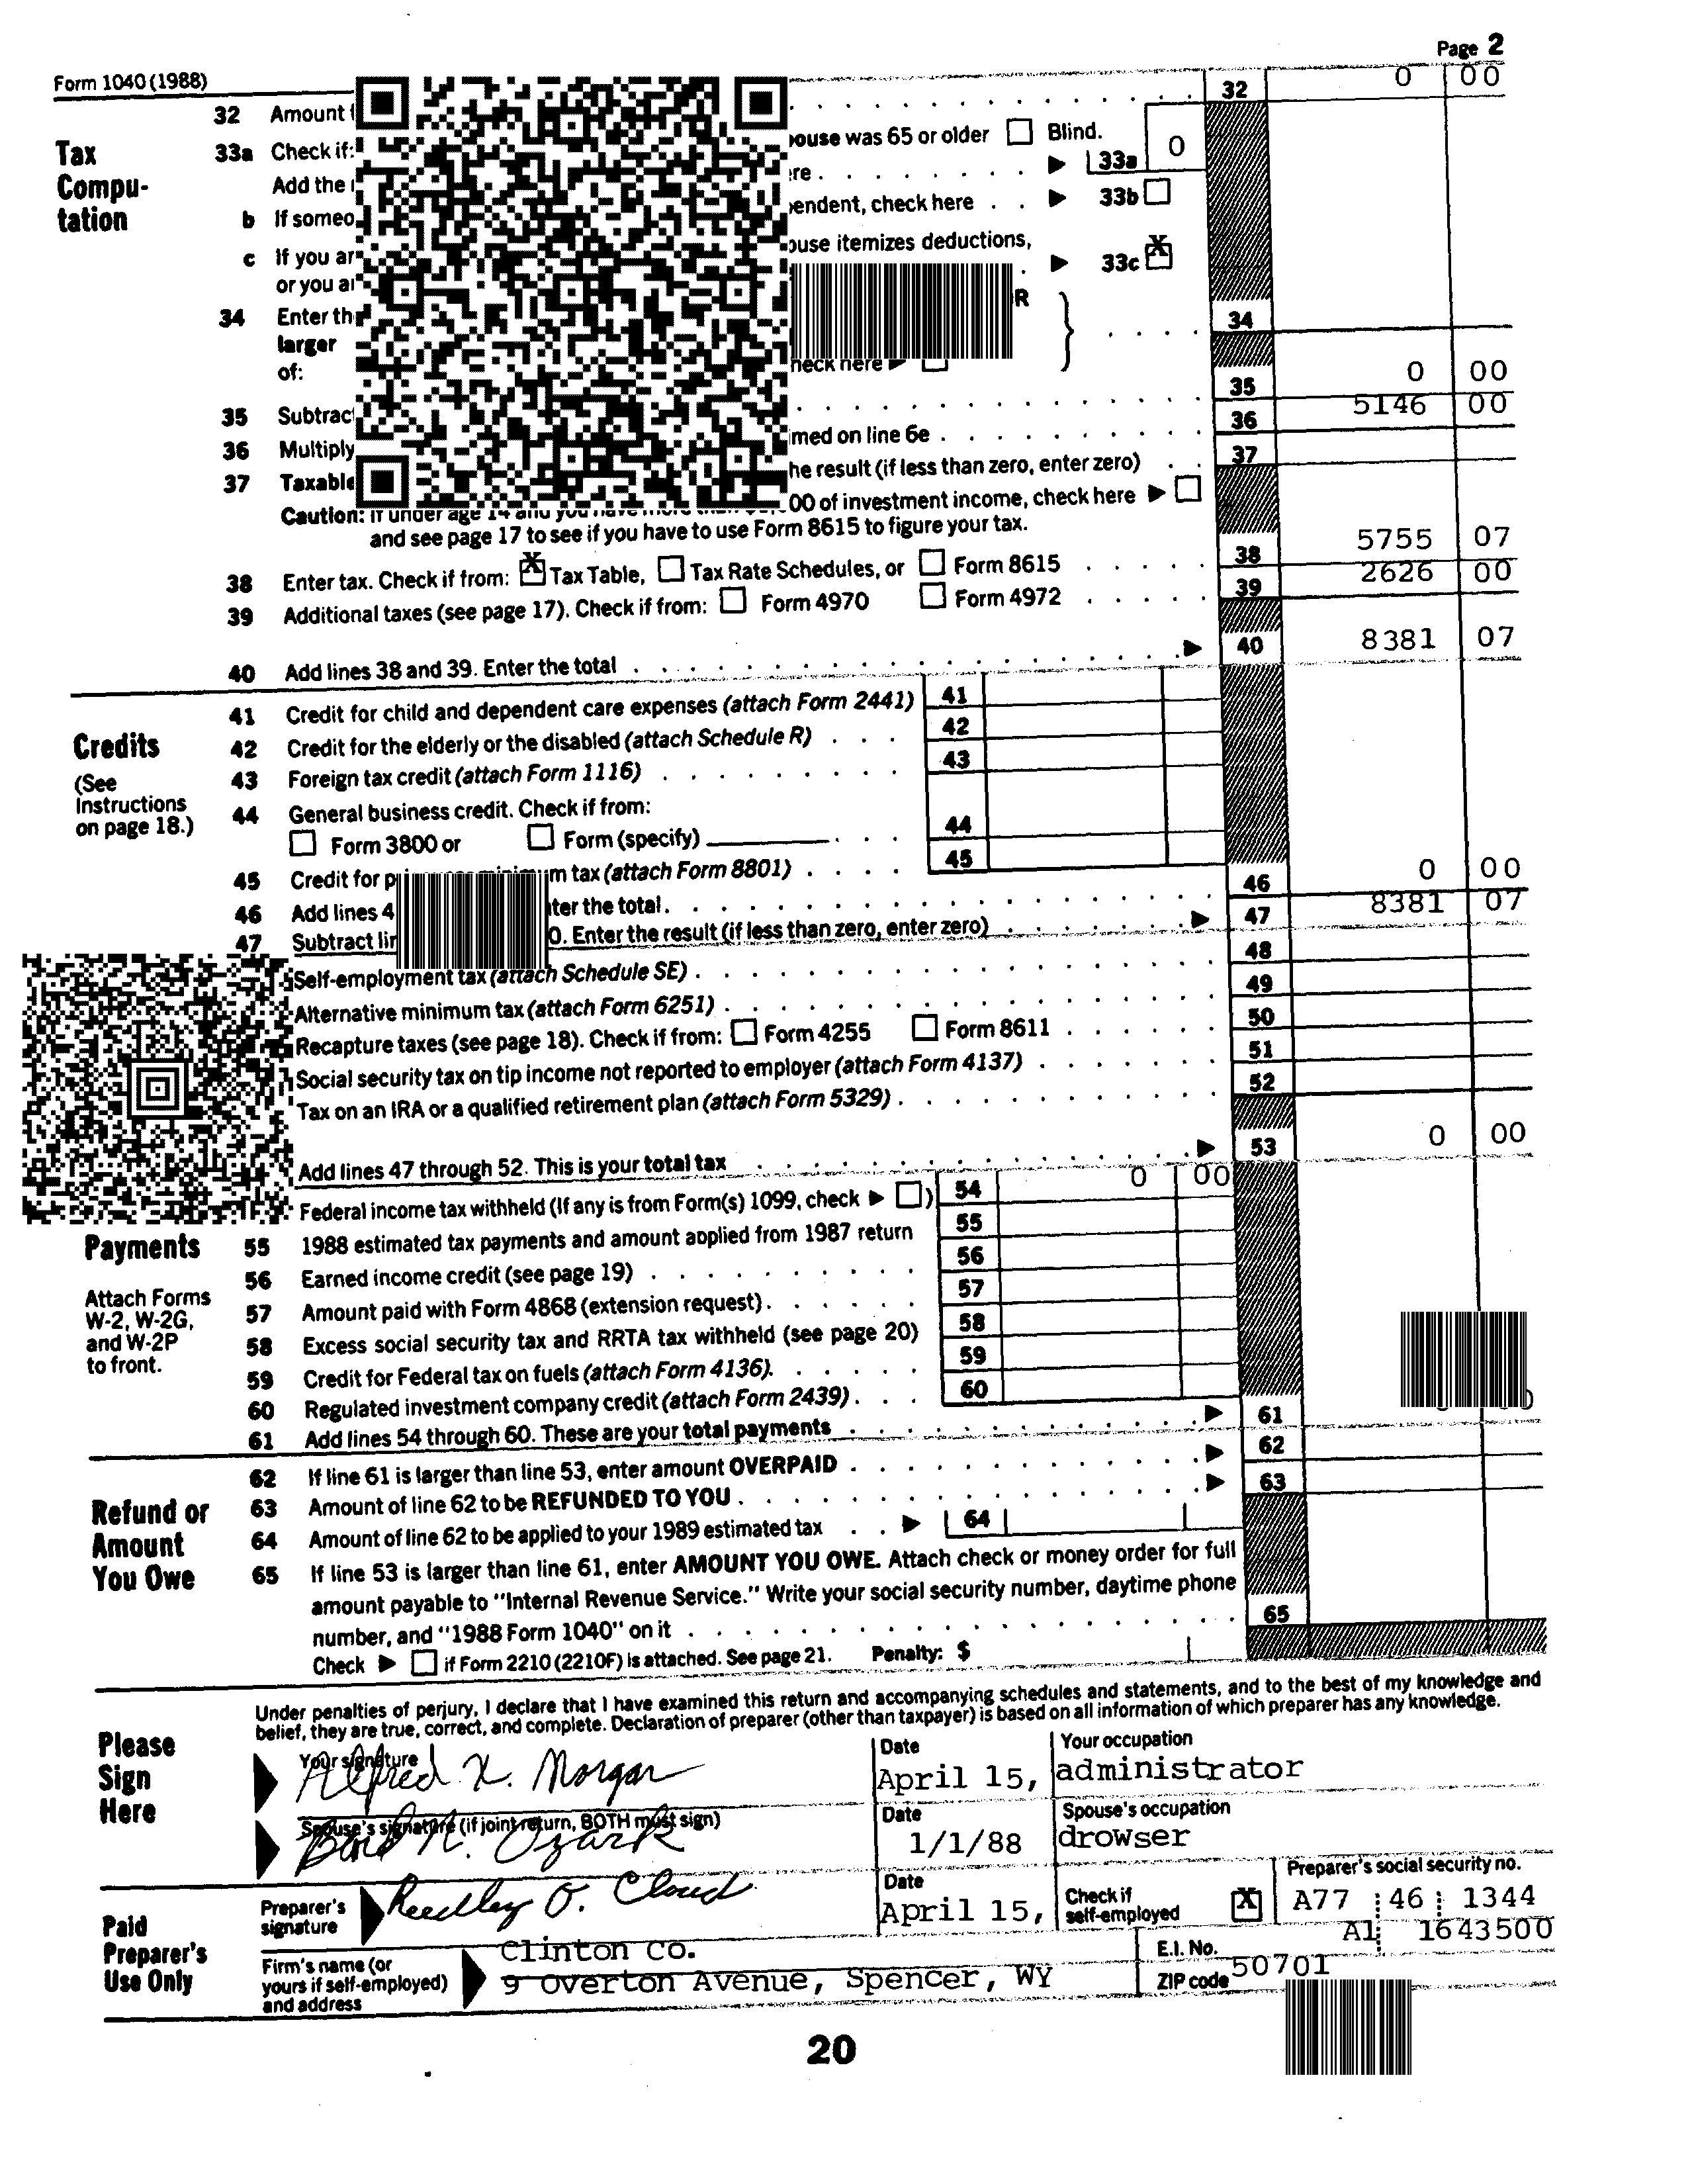 Form 1040 (1988)
Page 2
32 Amount 32 0 00
Tax Compu-tation
33a Check if: pouse was 65 or older Blind.
Add the ere. 33a 0
b If someo pendent, check here 33b
c If you ar ouse itemizes deductions,
or you 33c X
34 Enter the larger of: R 34
heck here
35 Subtract 35 0 00
36 Multiply imed on line 6e 36 5146 00
37 Taxable he result (if less than zero, enter zero) 37
Caution: If under age 14 and you have more than 00 of investment income, check here
and see page 17 to see if you have to use Form 8615 to figure your tax.
38 Enter tax. Check if from: X Tax Table, Tax Rate Schedules, or Form 8615 38 5755 07
39 Additional taxes (see page 17). Check if from: Form 4970 Form 4972 39 2626 00
40 Add lines 38 and 39. Enter the total 40 8381 07
Credits
(See Instructions on page 18.)
41 Credit for child and dependent care expenses (attach Form 2441) 41
42 Credit for the elderly or the disabled (attach Schedule R) 42
43 Foreign tax credit (attach Form 1116) 43
44 General business credit. Check if from:
Form 3800 or Form (specify) 44
45 Credit for m tax (attach Form 8801) 45
46 Add lines 4 ter the total. 46 0 00
47 Subtract 0. Enter the result (if less than zero, enter zero) 47 8381 07
Self-employment tax (attach Schedule SE) 48
Alternative minimum tax (attach Form 6251) 49
Recapture taxes (see page 18). Check if from: Form 4255 Form 8611 50
Social security tax on tip income not reported to employer (attach Form 4137) 51
Tax on an IRA or a qualified retirement plan (attach Form 5329) 52
Add lines 47 through 52. This is your total tax 53 0 00
Federal income tax withheld (If any is from Form(s) 1099, check ) 54 0 00
Payments
Attach Forms W-2, W-2G, and W-2P to front.
55 1988 estimated tax payments and amount applied from 1987 return 55
56 Earned income credit (see page 19) 56
57 Amount paid with Form 4868 (extension request) 57
58 Excess social security tax and RRTA tax withheld (see page 20) 58
59 Credit for Federal tax on fuels (attach Form 4136) 59
60 Regulated investment company credit (attach Form 2439) 60
61 Add lines 54 through 60. These are your total payments 61
Refund or Amount You Owe
62 If line 61 is larger than line 53, enter amount OVERPAID 62
63 Amount of line 62 to be REFUNDED TO YOU 63
64 Amount of line 62 to be applied to your 1989 estimated tax 64
65 If line 53 is larger than line 61, enter AMOUNT YOU OWE. Attach check or money order for full
amount payable to "Internal Revenue Service." Write your social security number, daytime phone
number, and "1988 Form 1040" on it 65
Check if Form 2210 (2210F) is attached. See page 21. Penalty: $
Please Sign Here
Under penalties of perjury, I declare that I have examined this return and accompanying schedules and statements, and to the best of my knowledge and
belief, they are true, correct, and complete. Declaration of preparer (other than taxpayer) is based on all information of which preparer has any knowledge.
Your signature Date Your occupation
Alfred X. Morgan April 15, administrator
Spouse's signature (if joint return, BOTH must sign) Date Spouse's occupation
N. Ozark 1/1/88 drowser
Paid Preparer's Use Only
Preparer's signature Reedley O. Cloud Date April 15, Check if self-employed X Preparer's social security no. A77 46 1344
Firm's name (or yours if self-employed) and address
Clinton Co. E.I. No. A1 1643500
9 Overton Avenue, Spencer, WY ZIP code 50701
20